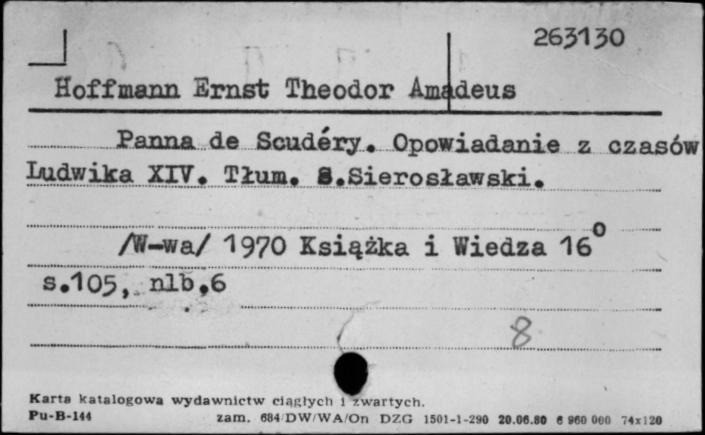 263130
Hoffmann Ernst Theodor Amadeus
Panna de Scudéry. Opowiadanie z czasów
Ludwika XIV. Tłum. S.Sierosławski.
/W-wa/ 1970 Książka i Wiedza 16°
s.105, nlb.6
8
Karta katalogowa wydawnictw ciągłych i zwartych.
Pu-B-144 zam. 684/DW/WA/On DZG 1501-1-290 20.06.80 6 960 000 74x120